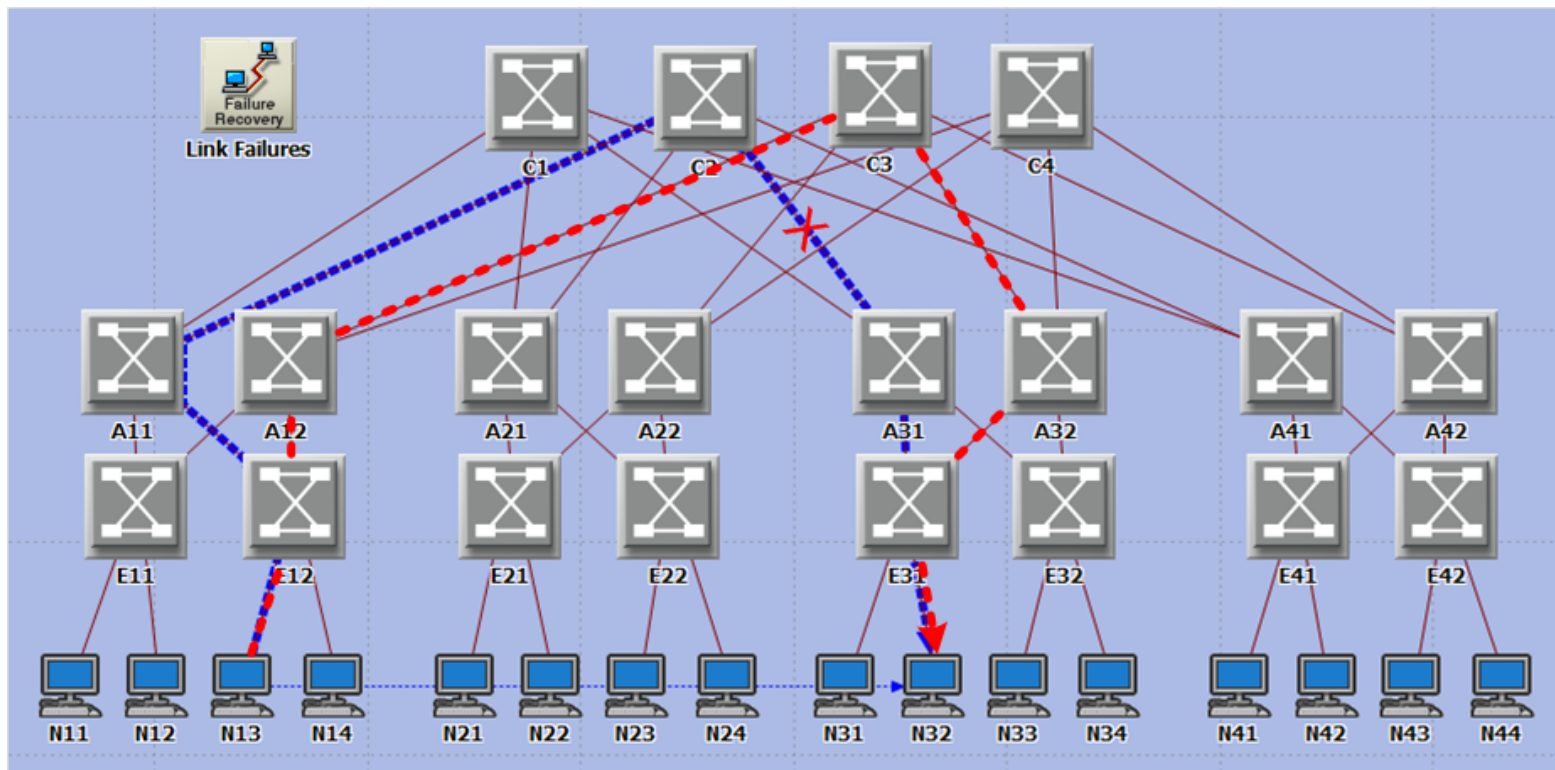 Failure
Recovery
Link Failures
C1
C2
C3
C4
A11
A12
A21
A22
A31
A32
A41
A42
E11
E12
E21
E22
E31
E32
E41
E42
N11
N12
N13
N14
N21
N22
N23
N24
N31
N32
N33
N34
N41
N42
N43
N44